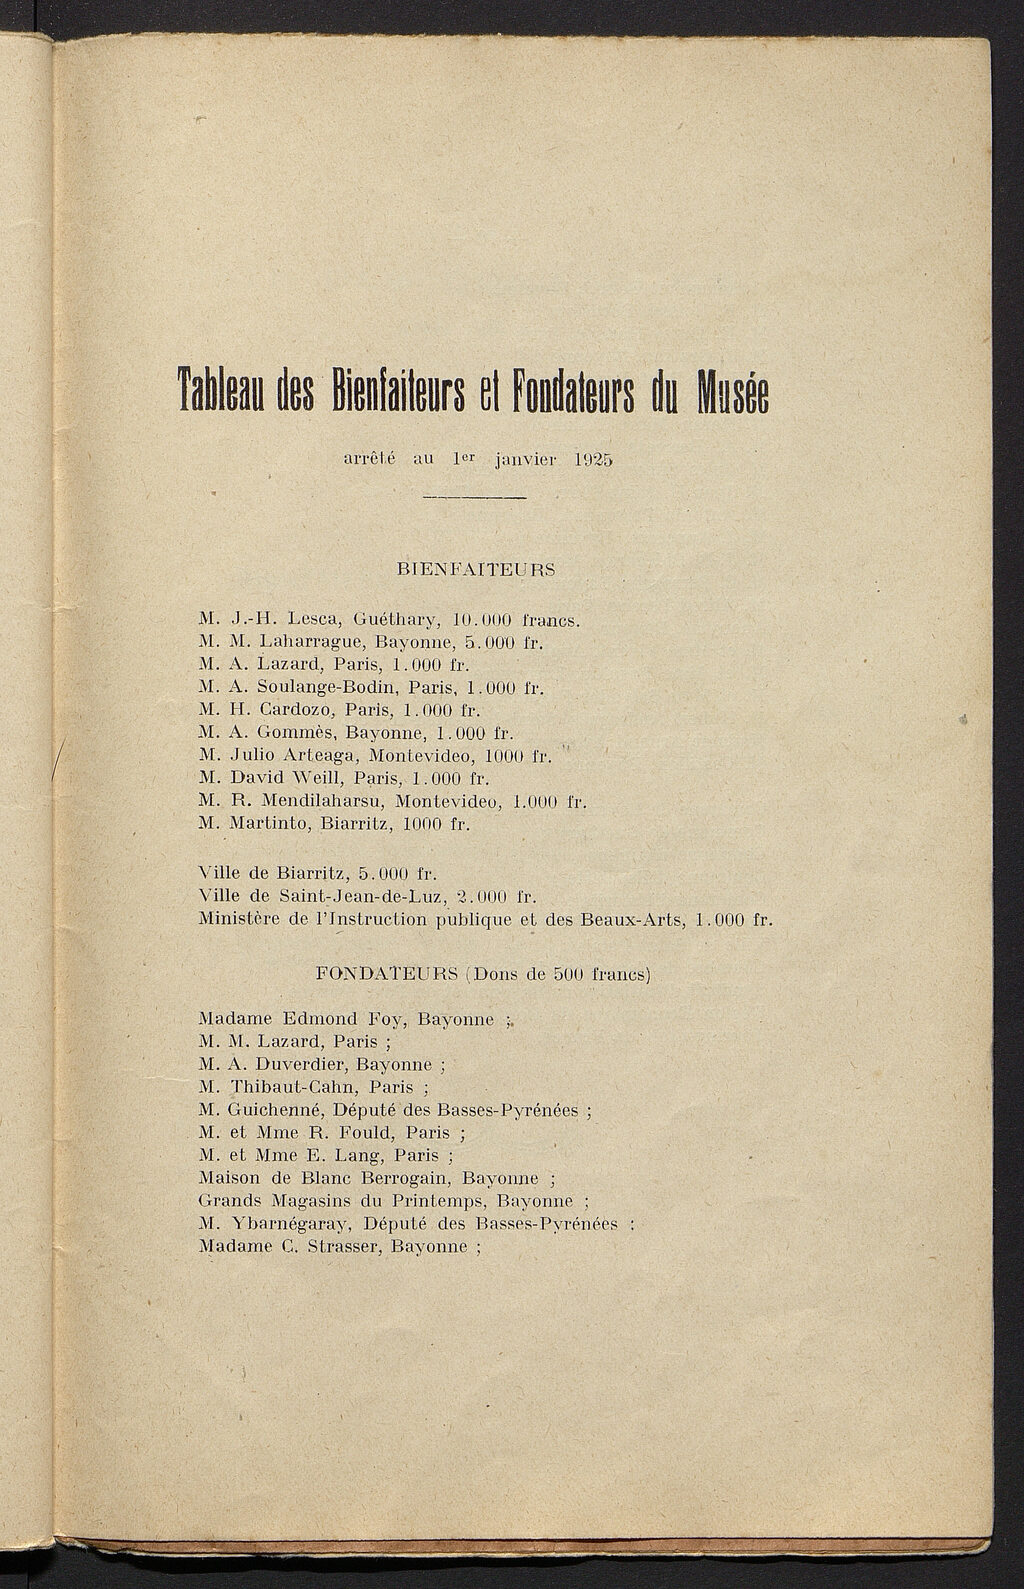 Tableau des Bienfaiteurs et Fondateurs du Musée
arrêté au 1er janvier 1925
BIENFAITEURS
M. J.-H. Lesca, Guéthary, 10.000 francs.
M. M. Laharrague, Bayonne, 5.000 fr.
M. A. Lazard, Paris, 1.000 fr.
M. A. Soulange-Bodin, Paris, 1.000 fr.
M. H. Cardozo, Paris, 1.000 fr.
M. A. Gommès, Bayonne, 1.000 fr.
M. Julio Arteaga, Montevideo, 1000 fr.
M. David Weill, Paris, 1.000 fr.
M. R. Mendilaharsu, Montevideo, 1.000 fr.
M. Martinto, Biarritz, 1000 fr.
Ville de Biarritz, 5.000 fr.
Ville de Saint-Jean-de-Luz, 2.000 fr.
Ministère de l'Instruction publique et des Beaux-Arts, 1.000 fr.
FONDATEURS (Dons de 500 francs)
Madame Edmond Foy, Bayonne ;
M. M. Lazard, Paris ;
M. A. Duverdier, Bayonne ;
M. Thibaut-Cahn, Paris ;
M. Guichenné, Député des Basses-Pyrénées ;
M. et Mme R. Fould, Paris ;
M. et Mme E. Lang, Paris ;
Maison de Blanc Berrogain, Bayonne ;
Grands Magasins du Printemps, Bayonne ;
M. Ybarnégaray, Député des Basses-Pyrénées ;
Madame C. Strasser, Bayonne ;